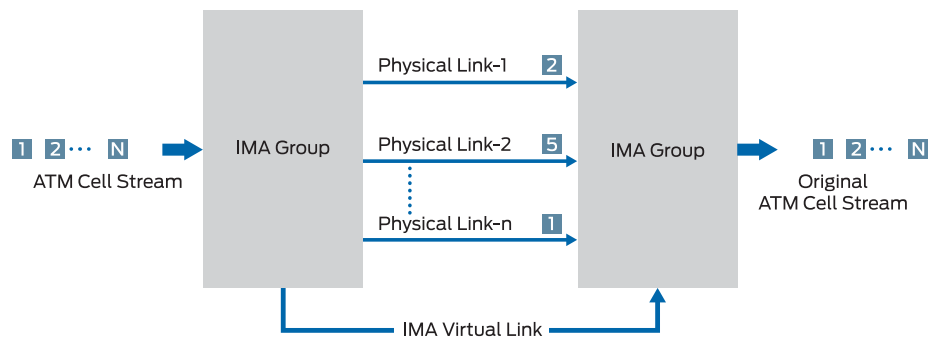 Physical Link-1 2
1 2... N
IMA Group
Physical Link-2 5
IMA Group
1 2... N
ATM Cell Stream
Original
ATM Cell Stream
Physical Link-n 1
IMA Virtual Link